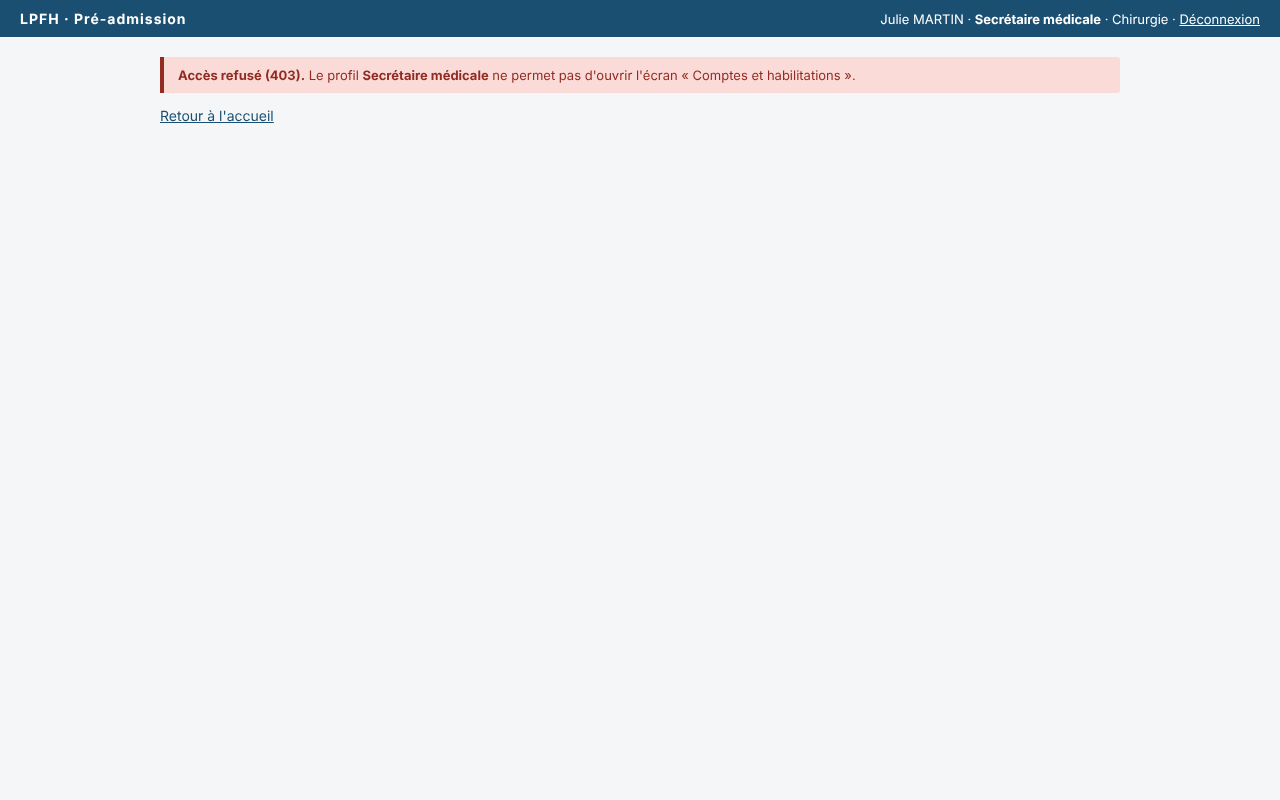 LPFH · Pré-admission
Julie MARTIN · Secrétaire médicale · Chirurgie · Déconnexion
Accès refusé (403). Le profil Secrétaire médicale ne permet pas d'ouvrir l'écran « Comptes et habilitations ».
Retour à l'accueil